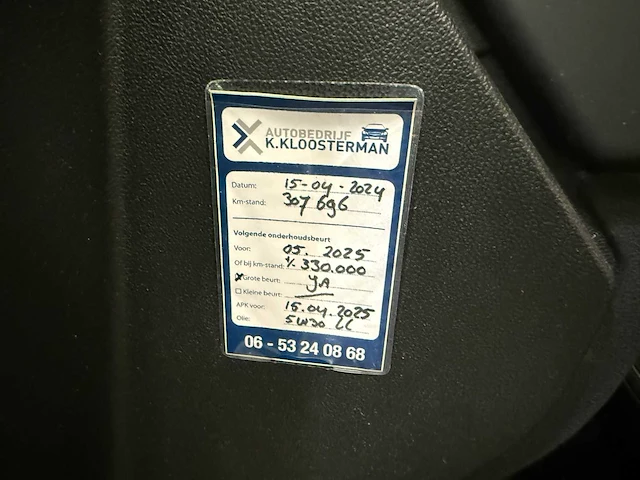 AUTOBEDRIJF
K.KLOOSTERMAN
Datum: 15-04-2024
Km-stand: 307 696
Volgende onderhoudsbeurt
Voor: 05. 2025
Of bij km-stand: 1/. 330.000
Grote beurt: JA
Kleine beurt:
APK voor: 15.04.2025
Olie: 5W30 LL
06 - 53 24 08 68